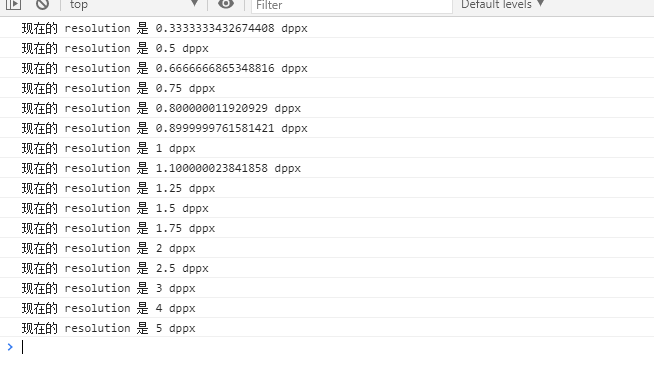 top Filter Default levels
现在的 resolution 是 0.3333333432674408 dppx
现在的 resolution 是 0.5 dppx
现在的 resolution 是 0.6666666865348816 dppx
现在的 resolution 是 0.75 dppx
现在的 resolution 是 0.800000011920929 dppx
现在的 resolution 是 0.8999999761581421 dppx
现在的 resolution 是 1 dppx
现在的 resolution 是 1.100000023841858 dppx
现在的 resolution 是 1.25 dppx
现在的 resolution 是 1.5 dppx
现在的 resolution 是 1.75 dppx
现在的 resolution 是 2 dppx
现在的 resolution 是 2.5 dppx
现在的 resolution 是 3 dppx
现在的 resolution 是 4 dppx
现在的 resolution 是 5 dppx